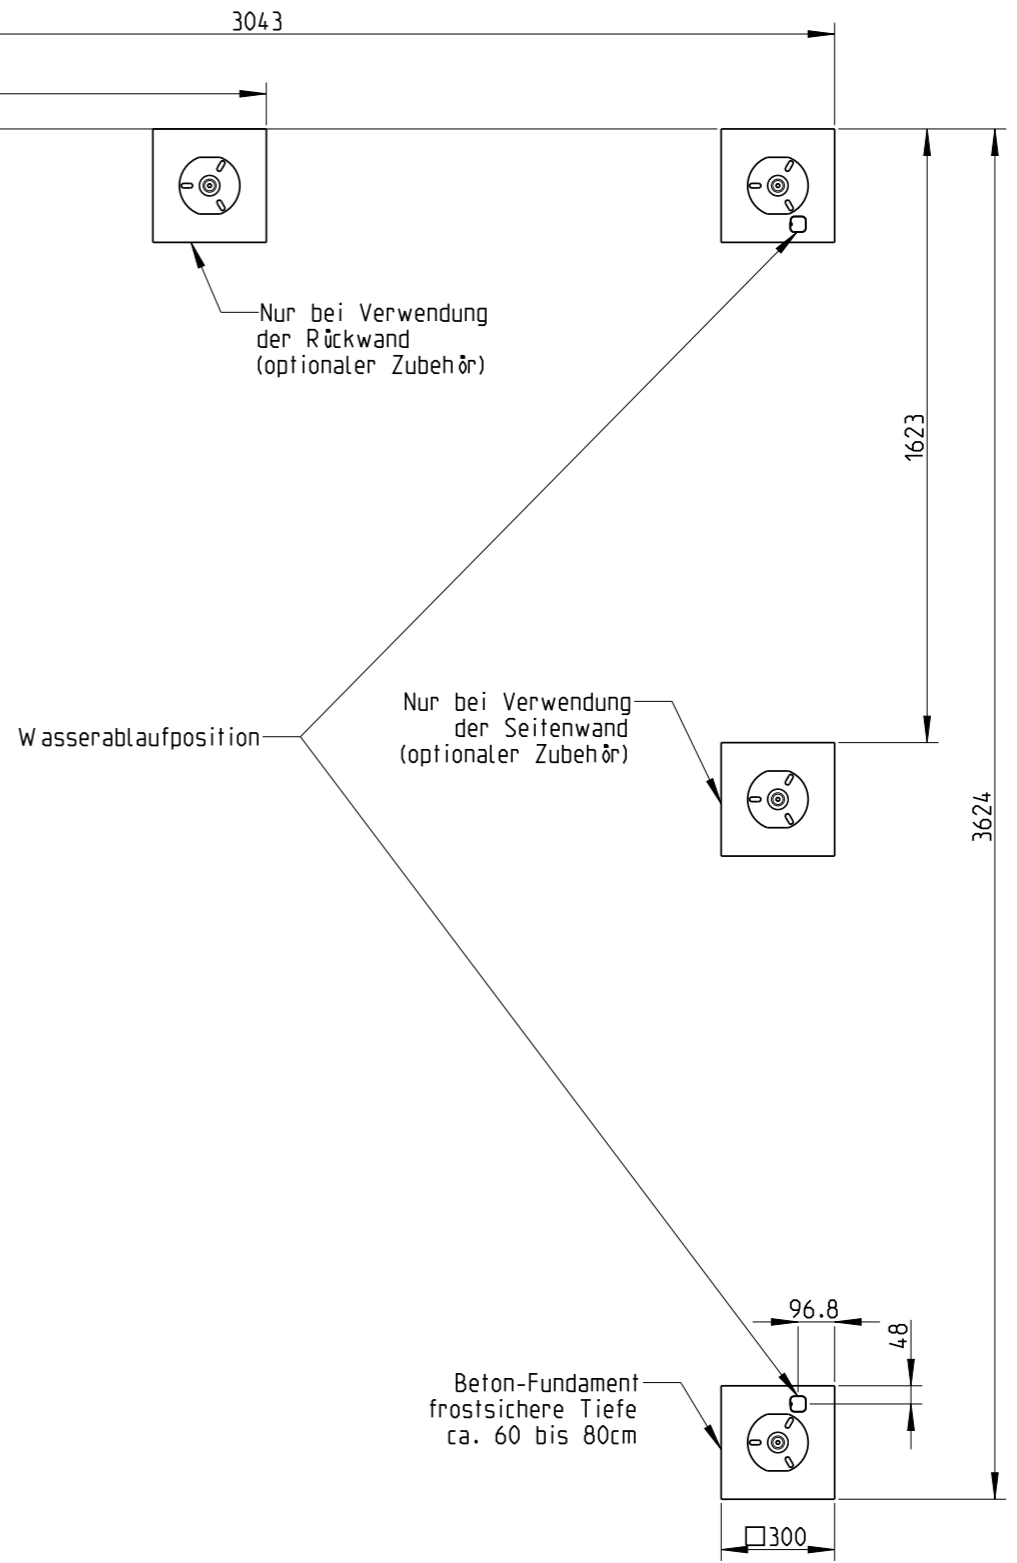 3043
Nur bei Verwendung
der Rückwand
(optionaler Zubehör)
1623
Nur bei Verwendung
der Seitenwand
(optionaler Zubehör)
Wasserablaufposition
3624
96.8
48
Beton-Fundament
frostsichere Tiefe
ca. 60 bis 80cm
□300